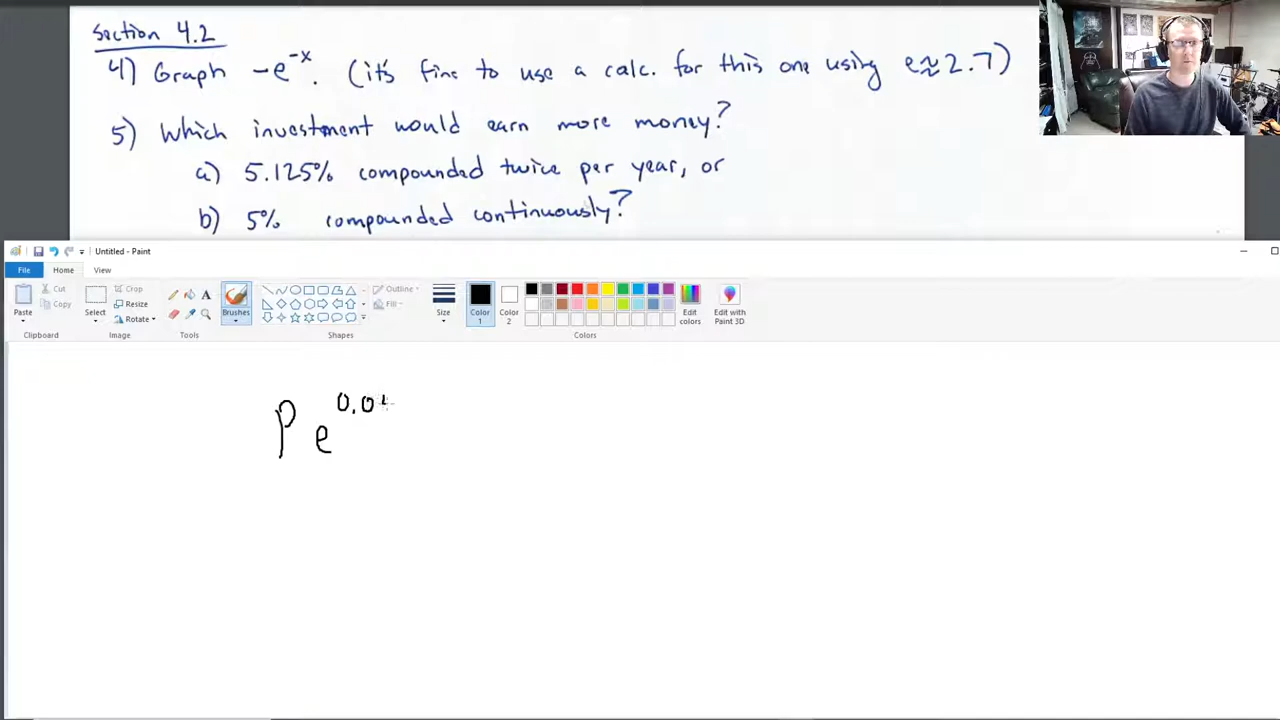 Section 4.2
4) Graph -e^-x. (it's fine to use a calc. for this one using e≈2.7)
5) Which investment would earn more money?
a) 5.125% compounded twice per year, or
b) 5% compounded continuously?
Untitled - Paint
File Home View
Paste Cut Copy
Clipboard
Select Crop Resize Rotate
Image
A
Tools
Brushes
Outline Fill
Shapes
Size
Color 1
Color 2
Edit colors
Edit with Paint 3D
Colors
P e^0.0